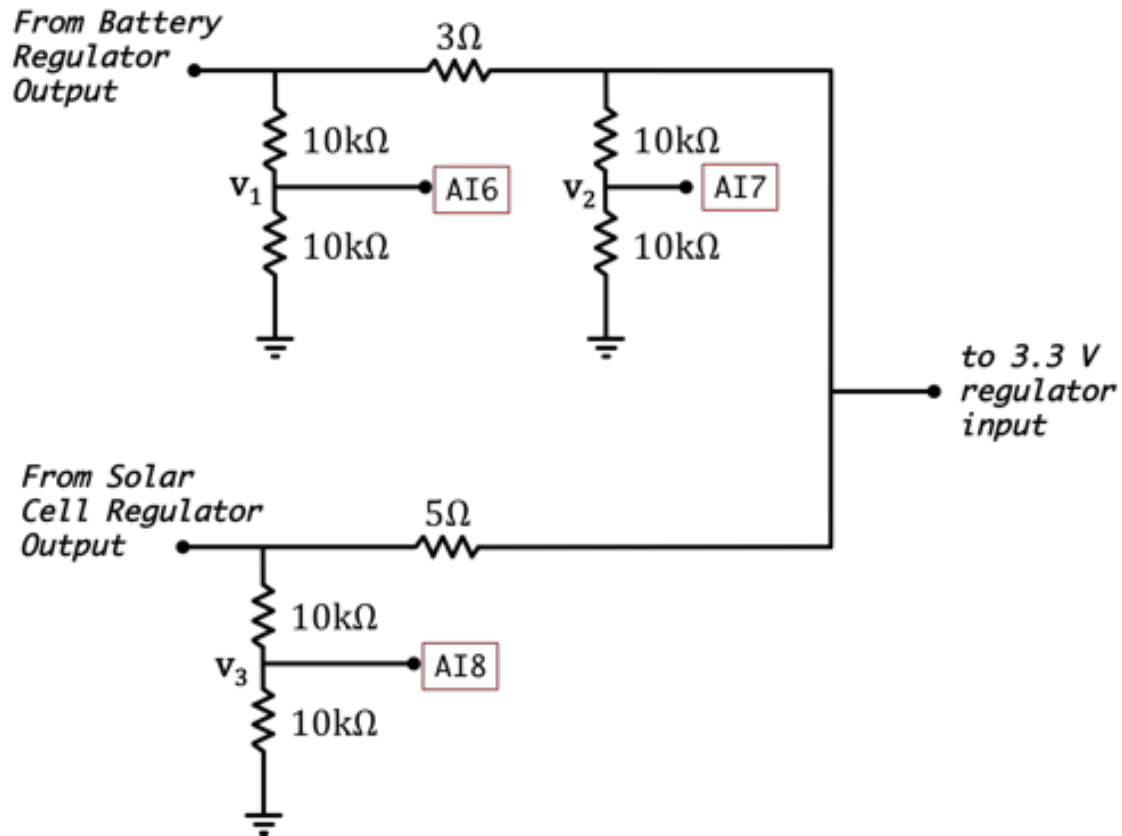 From Battery
Regulator
Output
3Ω
10kΩ
10kΩ
v₁
AI6
v₂
AI7
10kΩ
10kΩ
to 3.3 V
regulator
input
From Solar
Cell Regulator
Output
5Ω
10kΩ
v₃
AI8
10kΩ